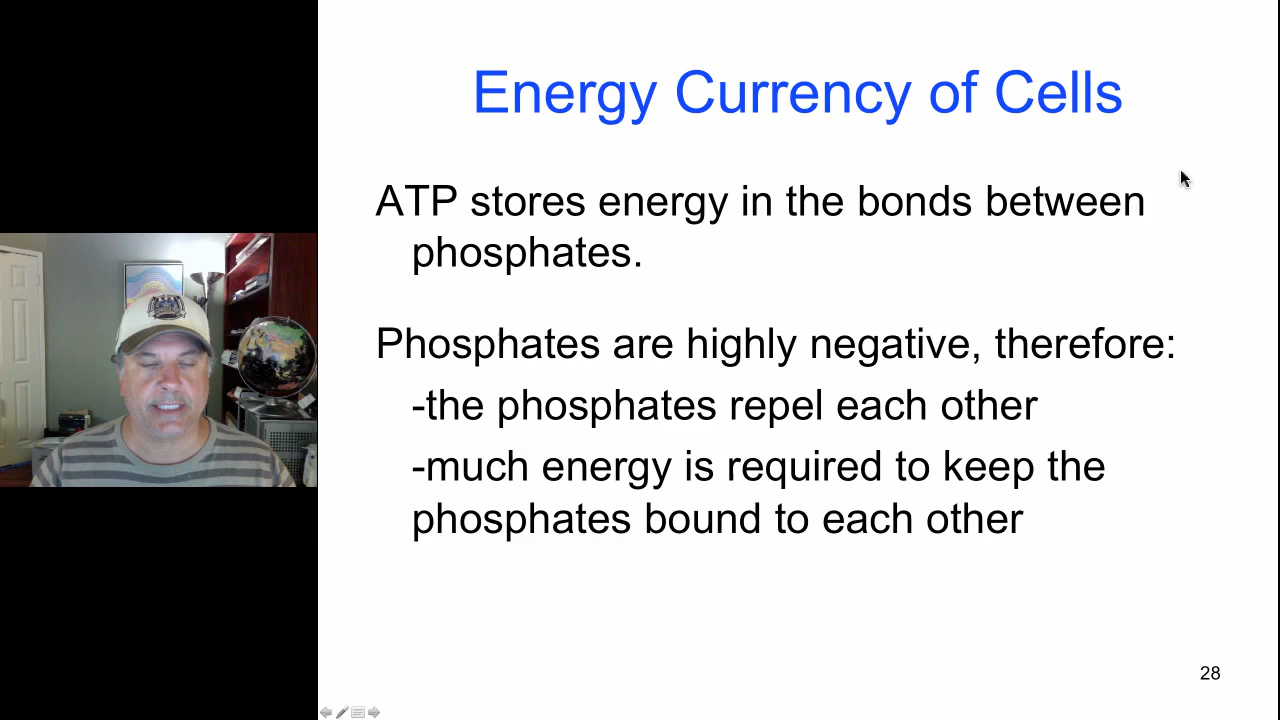 Energy Currency of Cells
ATP stores energy in the bonds between
phosphates.
Phosphates are highly negative, therefore:
-the phosphates repel each other
-much energy is required to keep the
phosphates bound to each other
28